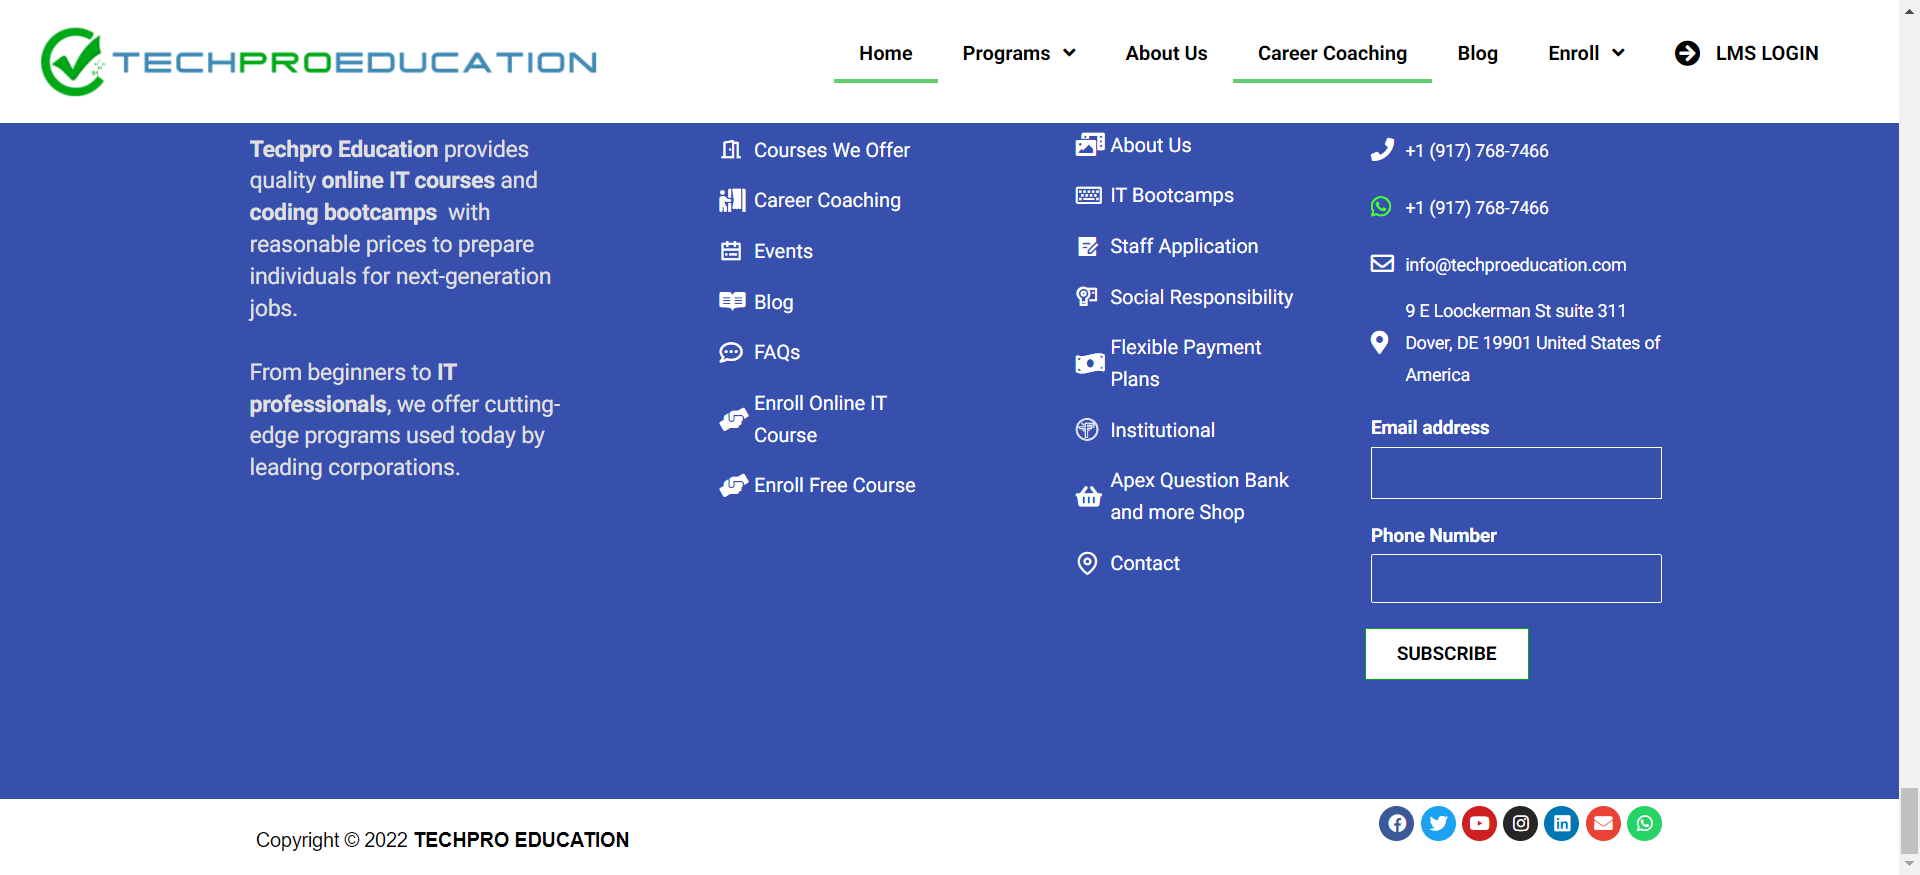 TECHPROEDUCATION
Home
Programs
About Us
Career Coaching
Blog
Enroll
LMS LOGIN
Techpro Education provides
quality online IT courses and
coding bootcamps with
reasonable prices to prepare
individuals for next-generation
jobs.
From beginners to IT
professionals, we offer cutting-
edge programs used today by
leading corporations.
Courses We Offer
Career Coaching
Events
Blog
FAQs
Enroll Online IT
Course
Enroll Free Course
About Us
IT Bootcamps
Staff Application
Social Responsibility
Flexible Payment
Plans
Institutional
Apex Question Bank
and more Shop
Contact
+1 (917) 768-7466
+1 (917) 768-7466
info@techproeducation.com
9 E Loockerman St suite 311
Dover, DE 19901 United States of
America
Email address
Phone Number
SUBSCRIBE
Copyright © 2022 TECHPRO EDUCATION